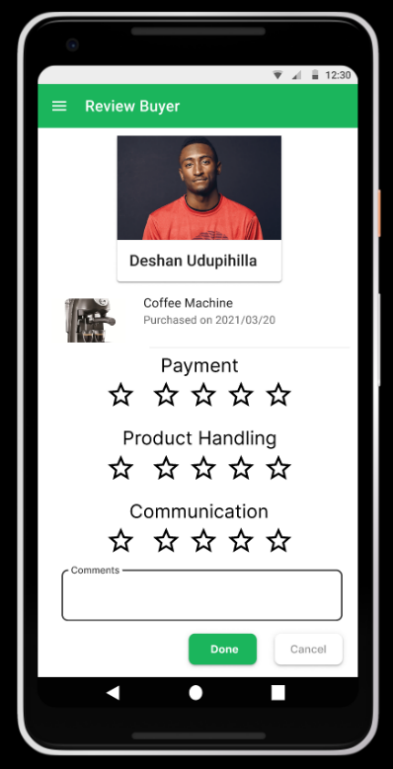 12:30
Review Buyer
Deshan Udupihilla
Coffee Machine
Purchased on 2021/03/20
Payment
Product Handling
Communication
Comments
Done
Cancel